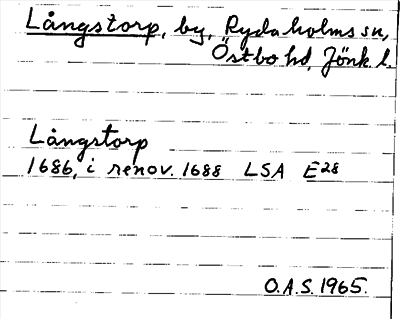 Långstorp, by, Rydaholms sn,
Östbo hd, Jönk. l.
Långstorp
1686, i renov. 1688 LSA E28
O.A.S. 1965.